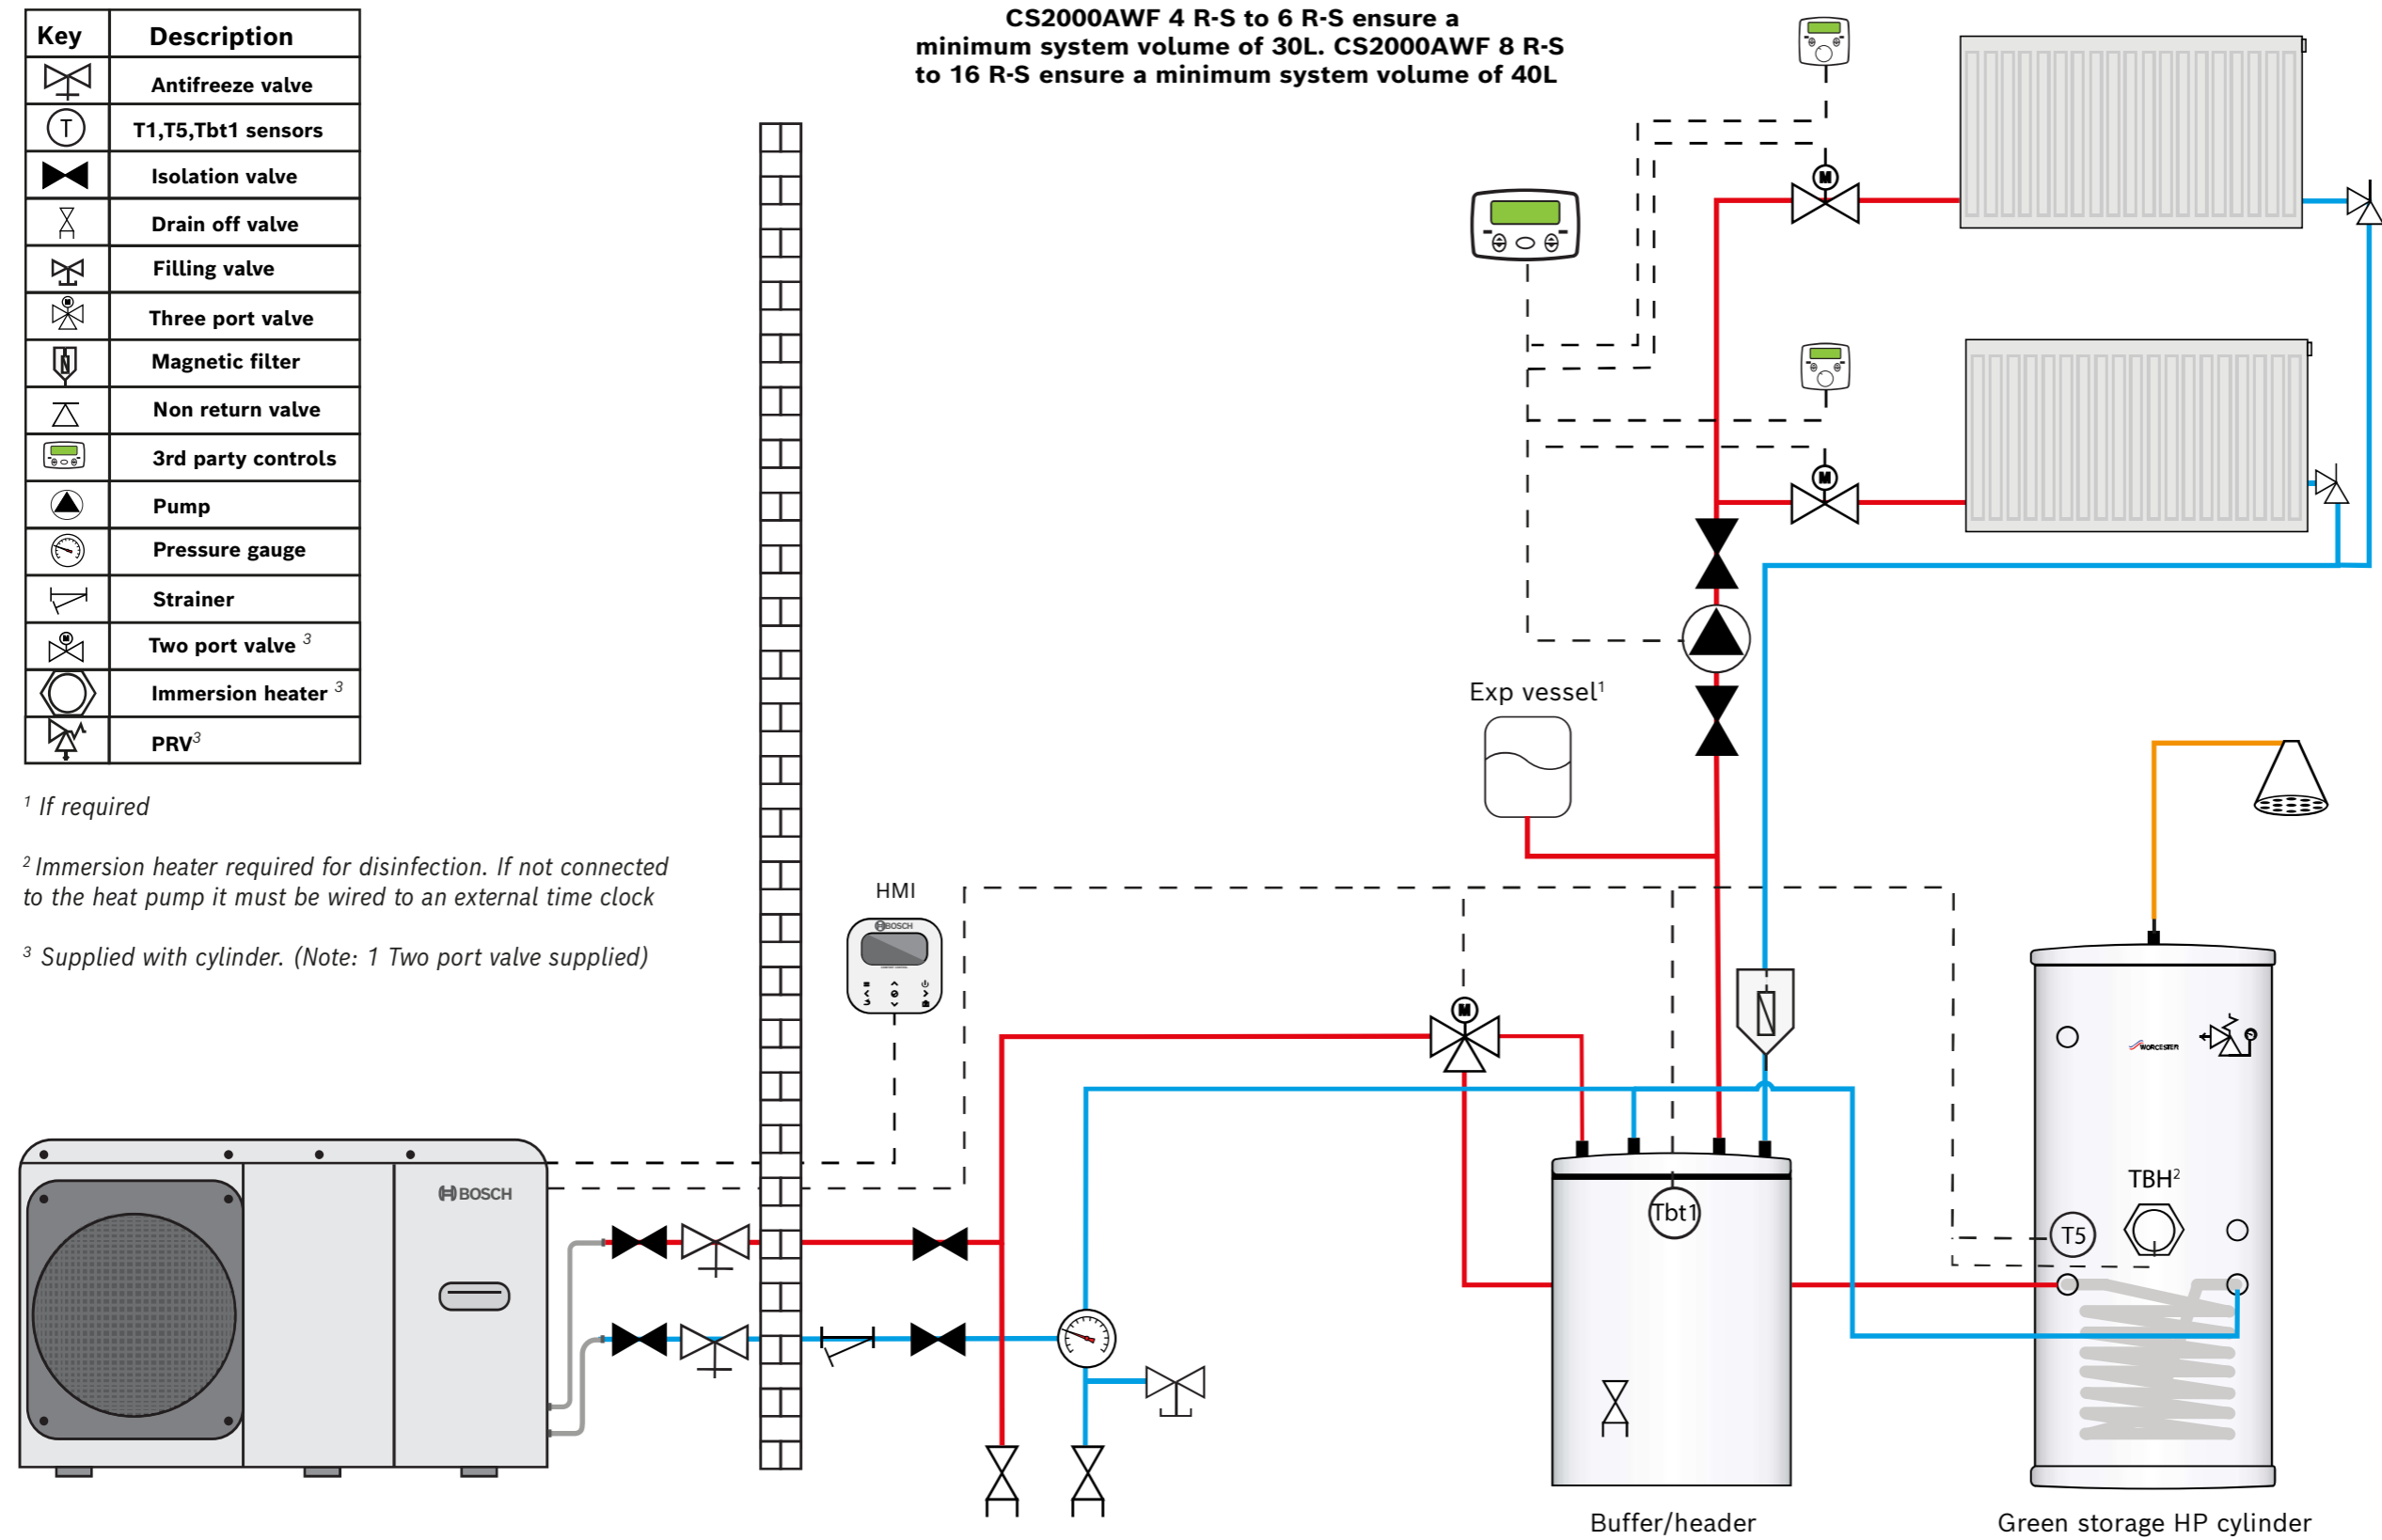 CS2000AWF 4 R-S to 6 R-S ensure a
minimum system volume of 30L. CS2000AWF 8 R-S
to 16 R-S ensure a minimum system volume of 40L
Key Description
Antifreeze valve
T T1,T5,Tbt1 sensors
Isolation valve
Drain off valve
Filling valve
M Three port valve
Magnetic filter
Non return valve
3rd party controls
Pump
Pressure gauge
Strainer
M Two port valve ³
Immersion heater ³
PRV³
¹ If required
² Immersion heater required for disinfection. If not connected
to the heat pump it must be wired to an external time clock
³ Supplied with cylinder. (Note: 1 Two port valve supplied)
M
M
Exp vessel¹
HMI
BOSCH
M
WORCESTER
BOSCH
TBH²
Tbt1
T5
Buffer/header
Green storage HP cylinder